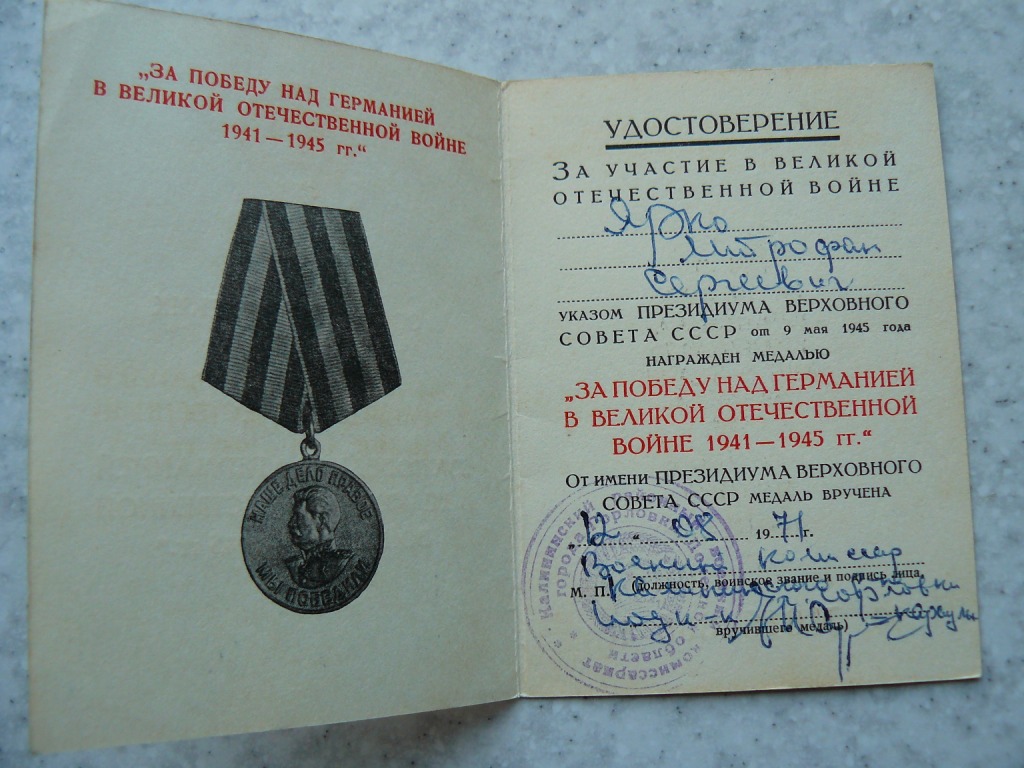 „ЗА ПОБЕДУ НАД ГЕРМАНИЕЙ
В ВЕЛИКОЙ ОТЕЧЕСТВЕННОЙ ВОЙНЕ
1941—1945 гг.“
НАШЕ ДЕЛО ПРАВОЕ
МЫ ПОБЕДИЛИ
УДОСТОВЕРЕНИЕ
ЗА УЧАСТИЕ В ВЕЛИКОЙ
ОТЕЧЕСТВЕННОЙ ВОЙНЕ
Ярко
Митрофан
Сергеевич
УКАЗОМ ПРЕЗИДИУМА ВЕРХОВНОГО
СОВЕТА СССР от 9 мая 1945 года
НАГРАЖДЕН МЕДАЛЬЮ
„ЗА ПОБЕДУ НАД ГЕРМАНИЕЙ
В ВЕЛИКОЙ ОТЕЧЕСТВЕННОЙ
ВОЙНЕ 1941—1945 гг.“
ОТ ИМЕНИ ПРЕЗИДИУМА ВЕРХОВНОГО
СОВЕТА СССР МЕДАЛЬ ВРУЧЕНА
„12“ 08 1971 г.
Военный комиссар
М. П. (должность, воинское звание и подпись лица,
Калининский Горловки
вручившего медаль)